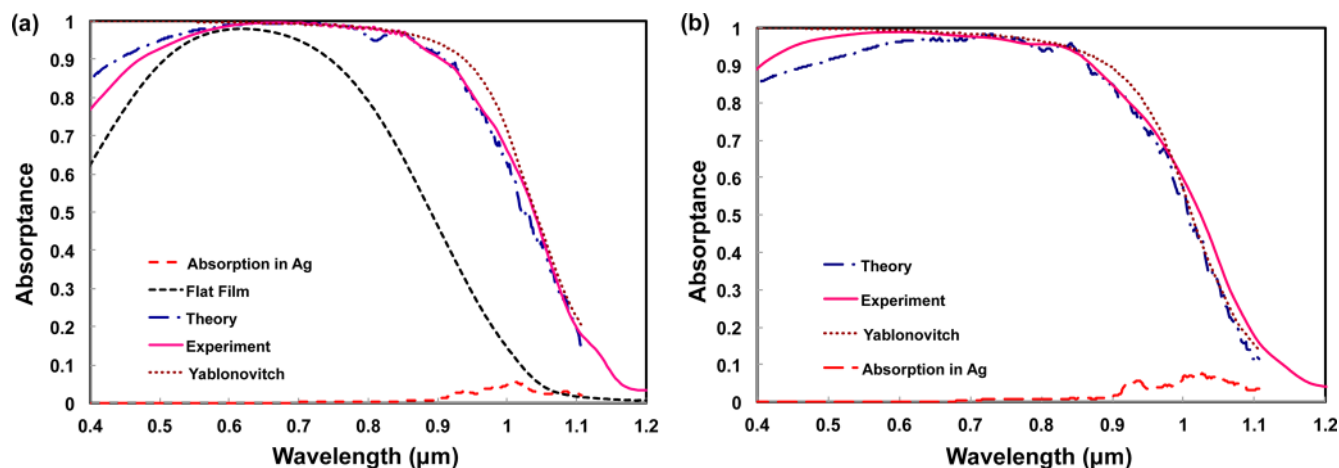 (a)
Absorptance
1
0.9
0.8
0.7
0.6
0.5
0.4
0.3
0.2
0.1
0
Absorption in Ag
Flat Film
Theory
Experiment
Yablonovitch
0.4 0.5 0.6 0.7 0.8 0.9 1 1.1 1.2
Wavelength (μm)
(b)
Absorptance
1
0.9
0.8
0.7
0.6
0.5
0.4
0.3
0.2
0.1
0
Theory
Experiment
Yablonovitch
Absorption in Ag
0.4 0.5 0.6 0.7 0.8 0.9 1 1.1 1.2
Wavelength (μm)